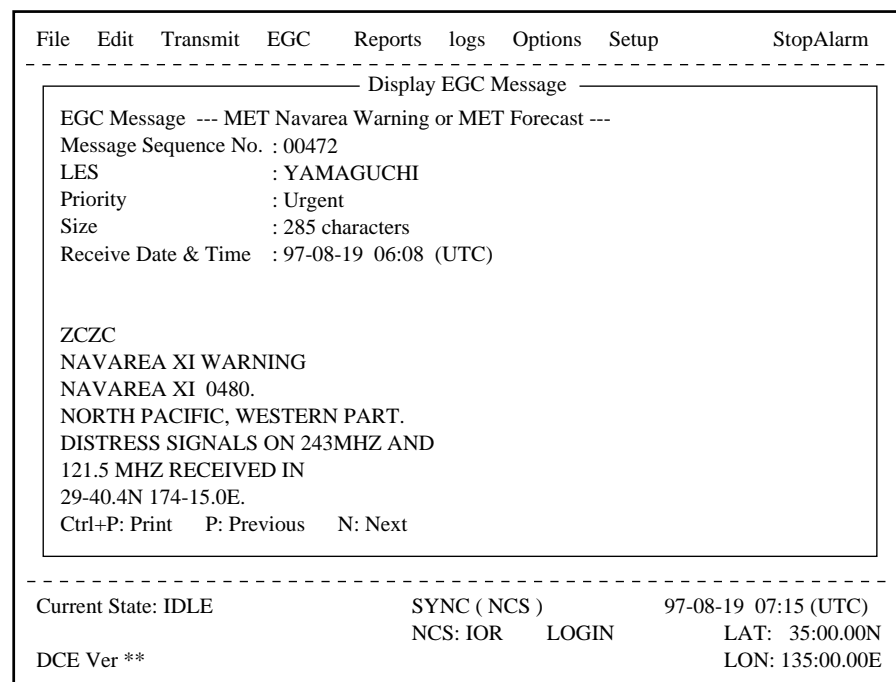 File Edit Transmit EGC Reports logs Options Setup StopAlarm
Display EGC Message
EGC Message --- MET Navarea Warning or MET Forecast ---
Message Sequence No. : 00472
LES : YAMAGUCHI
Priority : Urgent
Size : 285 characters
Receive Date & Time : 97-08-19 06:08 (UTC)
ZCZC
NAVAREA XI WARNING
NAVAREA XI 0480.
NORTH PACIFIC, WESTERN PART.
DISTRESS SIGNALS ON 243MHZ AND
121.5 MHZ RECEIVED IN
29-40.4N 174-15.0E.
Ctrl+P: Print P: Previous N: Next
Current State: IDLE SYNC ( NCS ) 97-08-19 07:15 (UTC)
NCS: IOR LOGIN LAT: 35:00.00N
DCE Ver ** LON: 135:00.00E